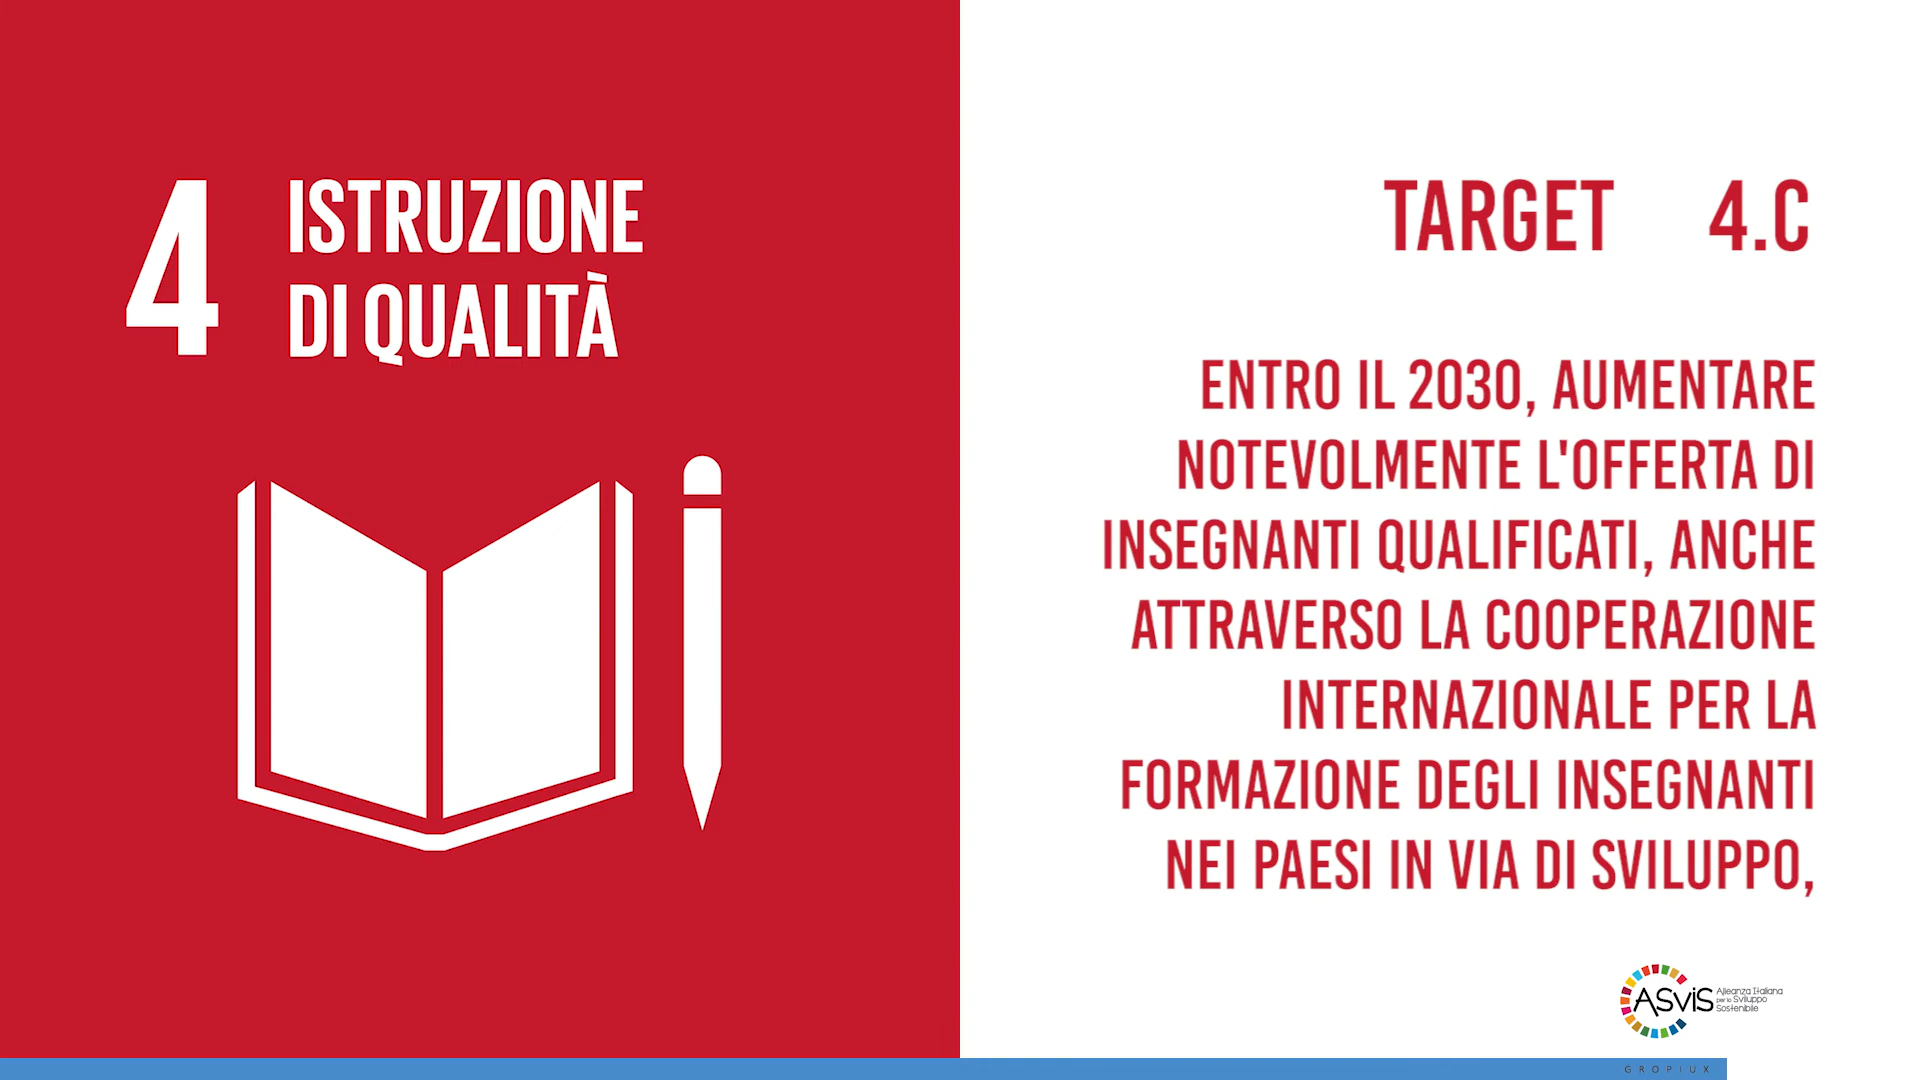 4
ISTRUZIONE
DI QUALITÀ
TARGET 4.C
ENTRO IL 2030, AUMENTARE
NOTEVOLMENTE L'OFFERTA DI
INSEGNANTI QUALIFICATI, ANCHE
ATTRAVERSO LA COOPERAZIONE
INTERNAZIONALE PER LA
FORMAZIONE DEGLI INSEGNANTI
NEI PAESI IN VIA DI SVILUPPO,
ASviS
Alleanza Italiana
per lo Sviluppo
Sostenibile
GROPIUX